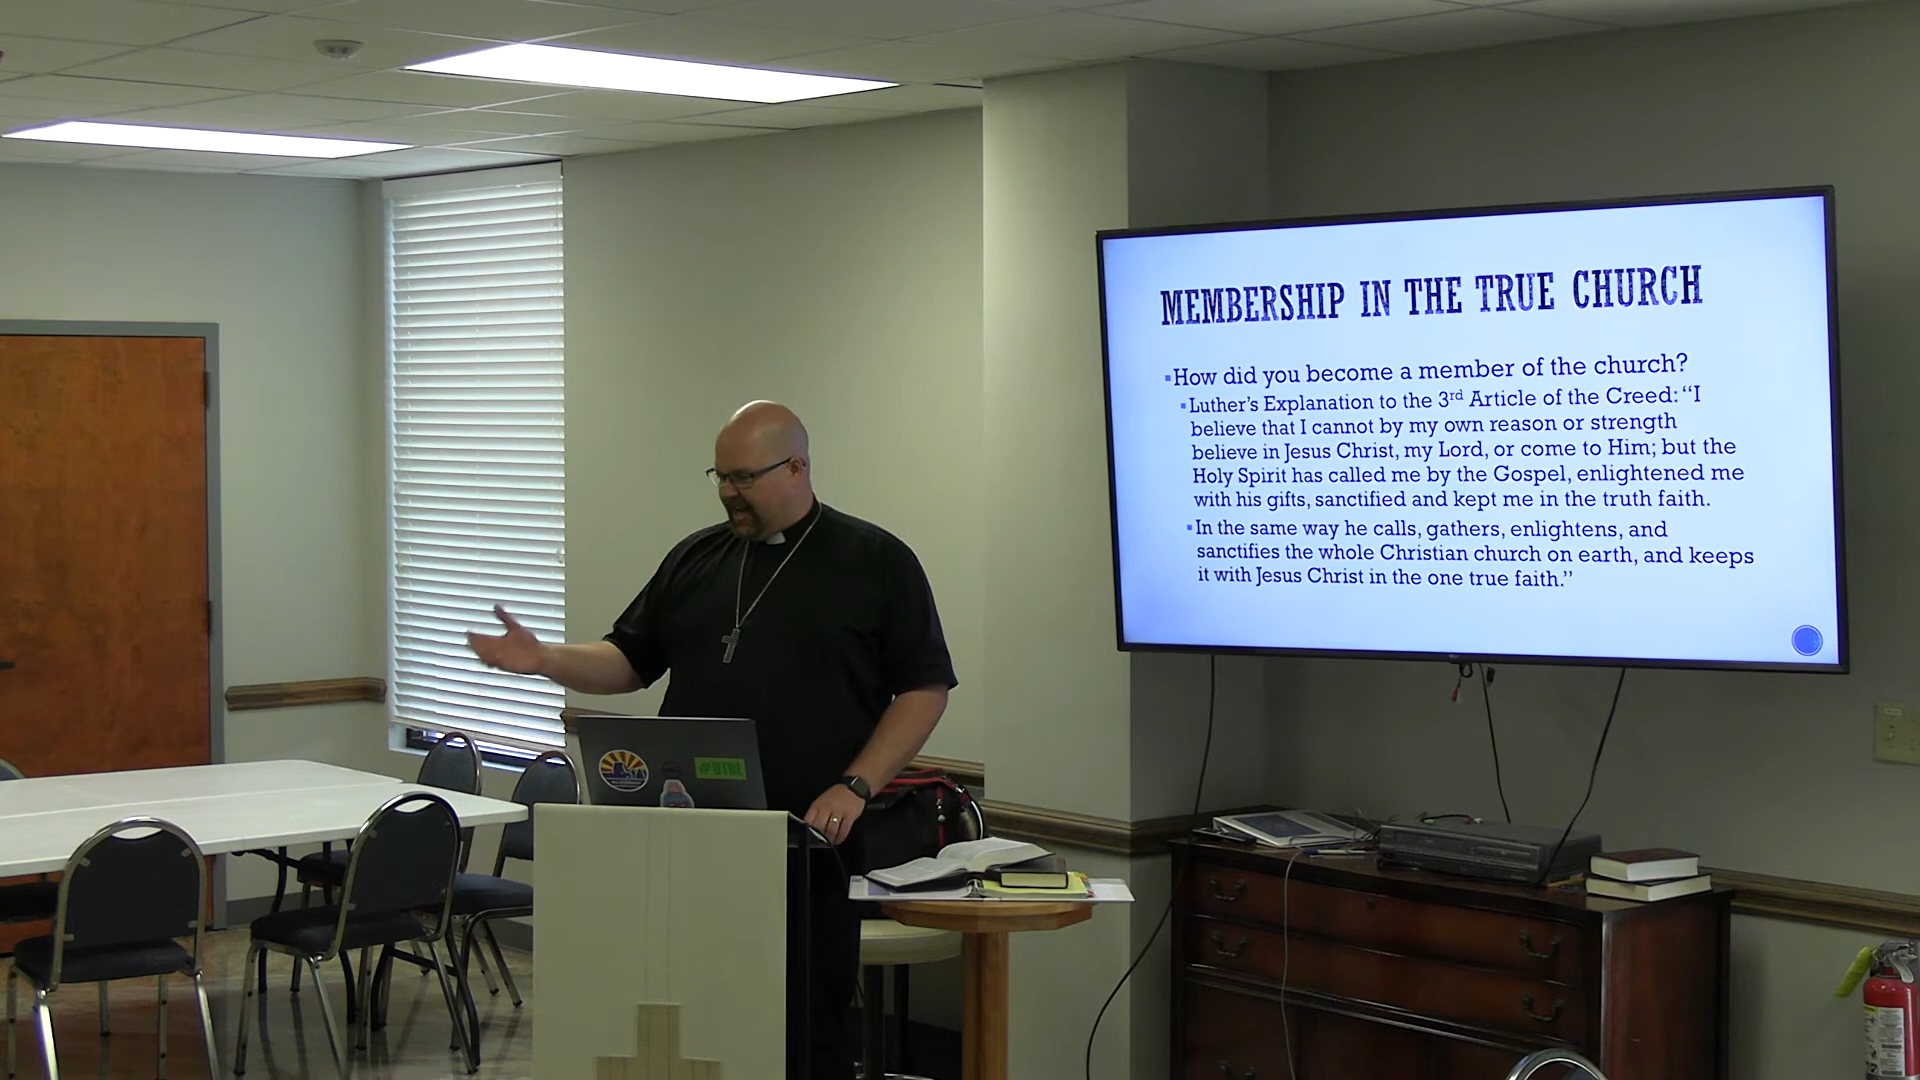 MEMBERSHIP IN THE TRUE CHURCH
▪How did you become a member of the church?
▪Luther's Explanation to the 3rd Article of the Creed: “I
believe that I cannot by my own reason or strength
believe in Jesus Christ, my Lord, or come to Him; but the
Holy Spirit has called me by the Gospel, enlightened me
with his gifts, sanctified and kept me in the truth faith.
▪In the same way he calls, gathers, enlightens, and
sanctifies the whole Christian church on earth, and keeps
it with Jesus Christ in the one true faith.”